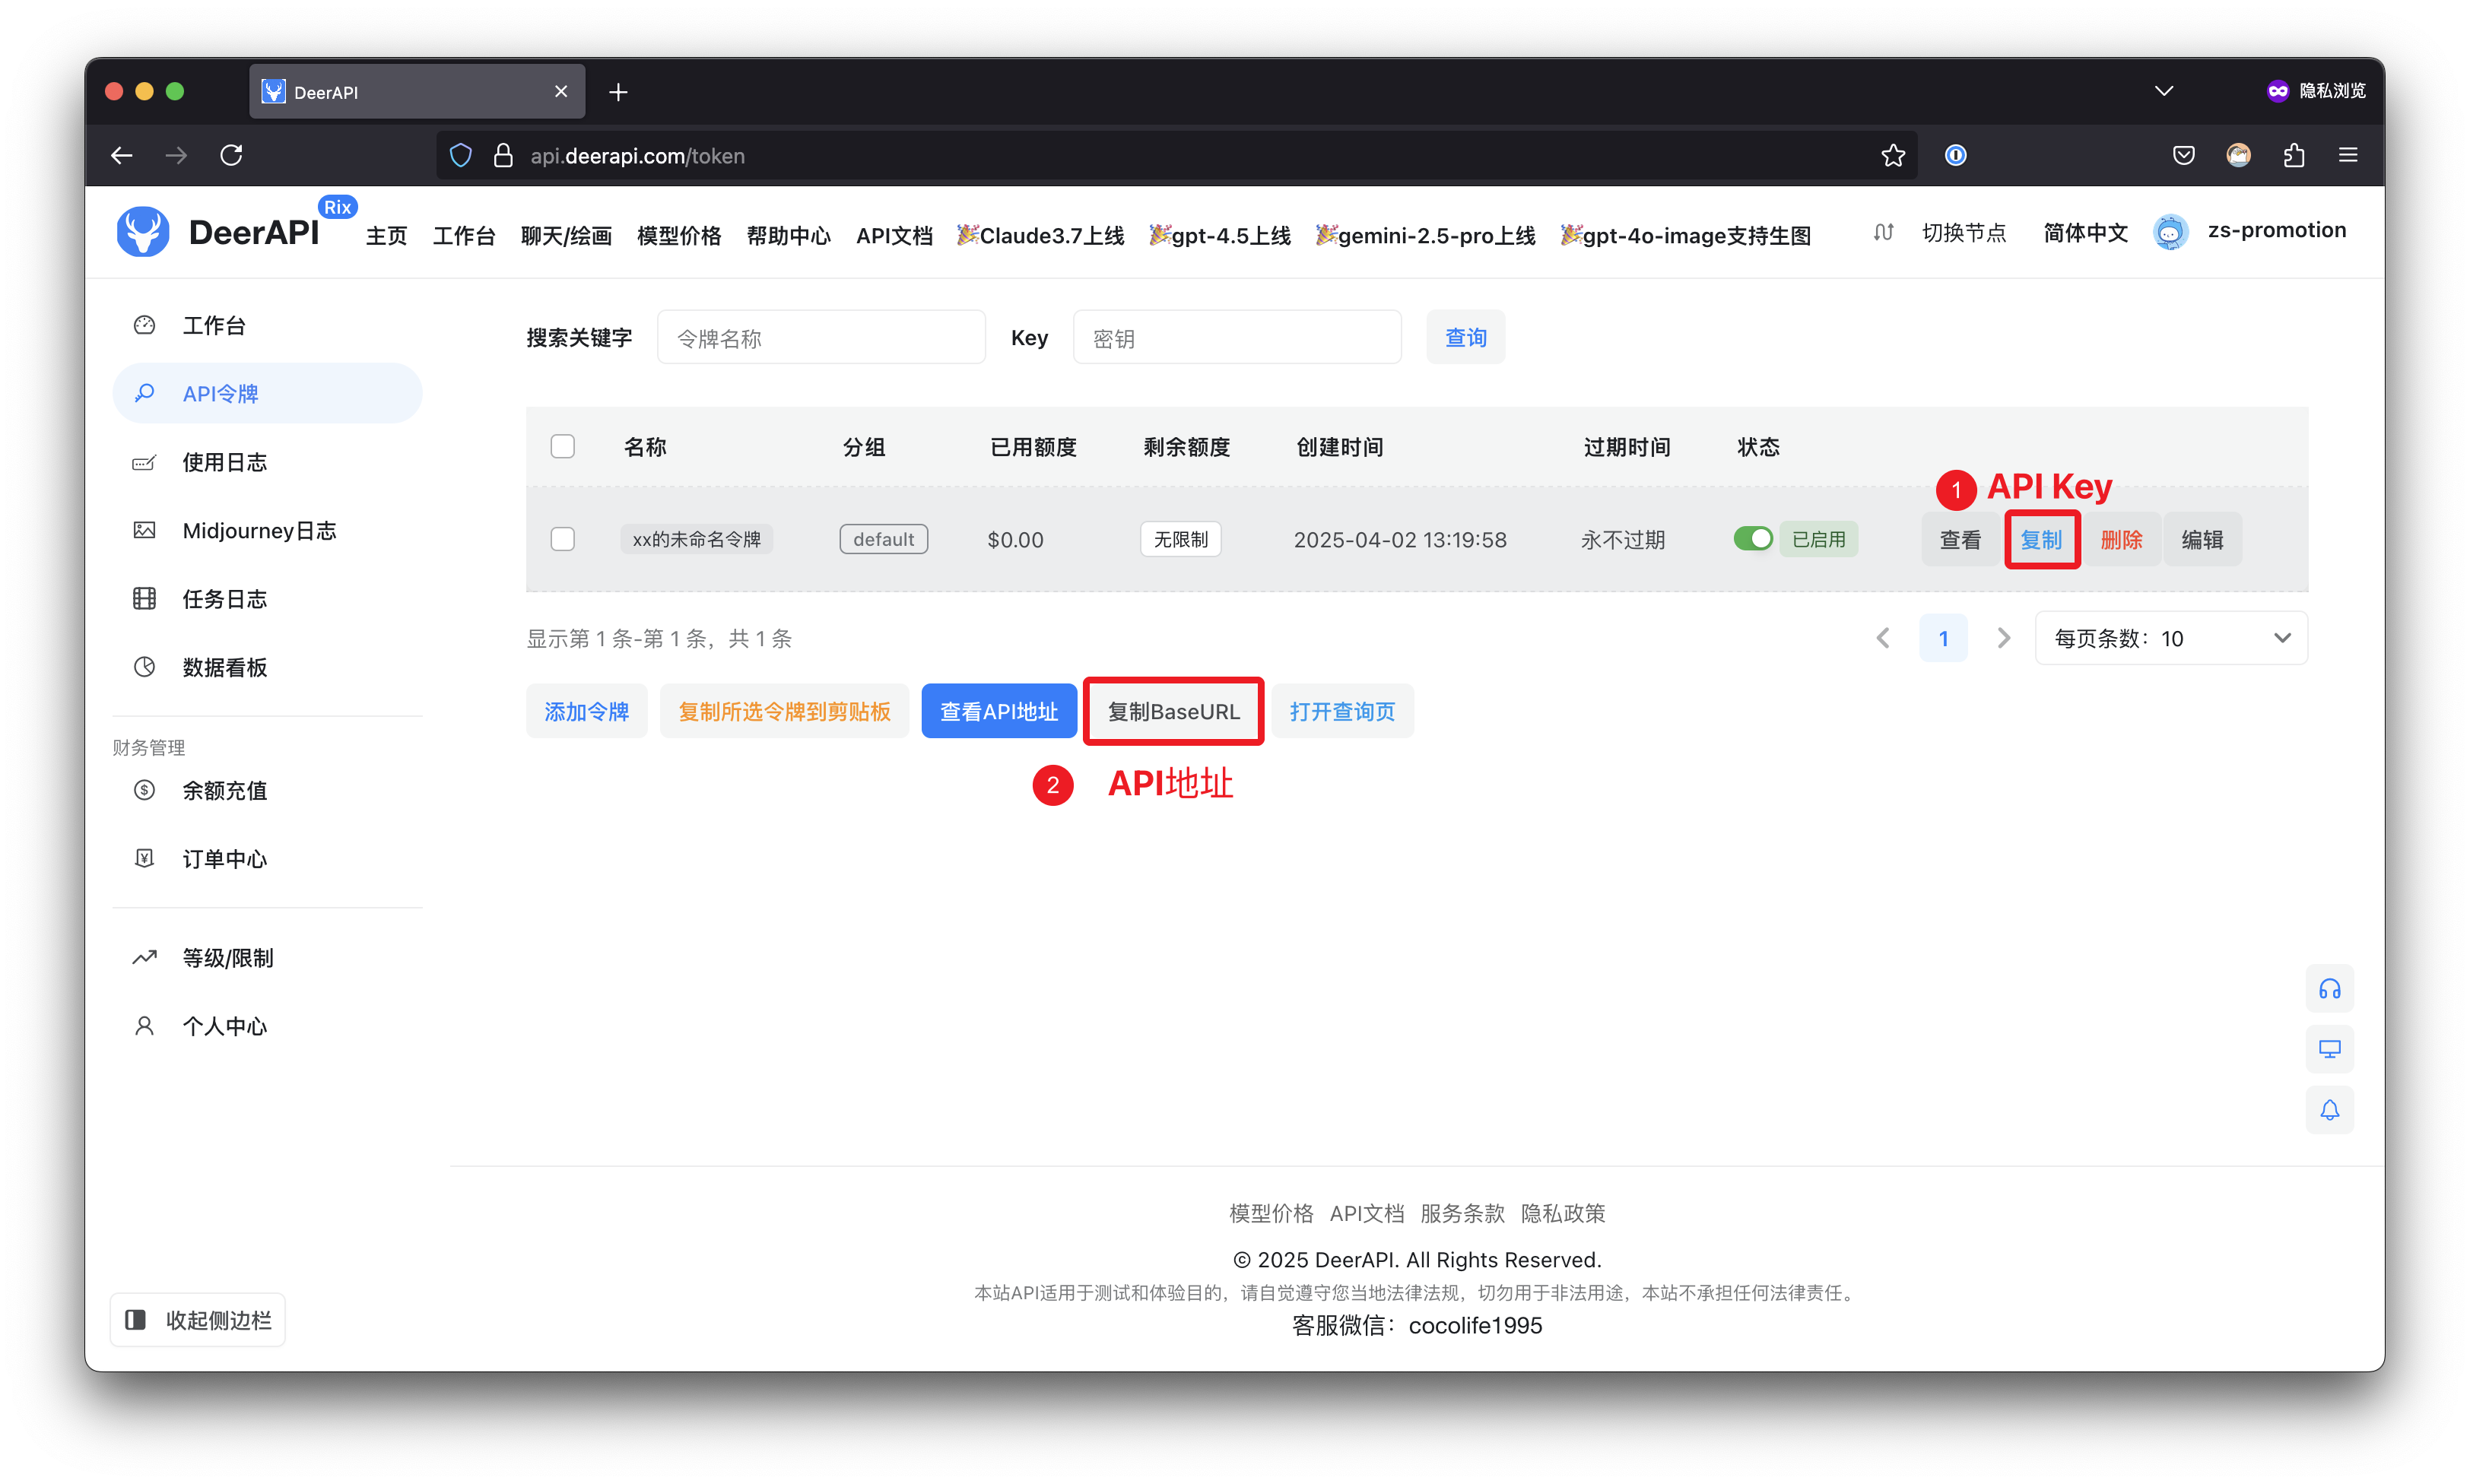 DeerAPI
隐私浏览
api.deerapi.com/token
DeerAPI Rix
主页 工作台 聊天/绘画 模型价格 帮助中心 API文档 🎉Claude3.7上线 🎉gpt-4.5上线 🎉gemini-2.5-pro上线 🎉gpt-4o-image支持生图 切换节点 简体中文 zs-promotion
工作台
API令牌
使用日志
Midjourney日志
任务日志
数据看板
财务管理
余额充值
订单中心
等级/限制
个人中心
收起侧边栏
搜索关键字 令牌名称 Key 密钥 查询
名称 分组 已用额度 剩余额度 创建时间 过期时间 状态
1 API Key
xx的未命名令牌 default $0.00 无限制 2025-04-02 13:19:58 永不过期 已启用 查看 复制 删除 编辑
显示第 1 条-第 1 条，共 1 条 1 每页条数：10
添加令牌 复制所选令牌到剪贴板 查看API地址 复制BaseURL 打开查询页
2 API地址
模型价格 API文档 服务条款 隐私政策
© 2025 DeerAPI. All Rights Reserved.
本站API适用于测试和体验目的，请自觉遵守您当地法律法规，切勿用于非法用途，本站不承担任何法律责任。
客服微信：cocolife1995